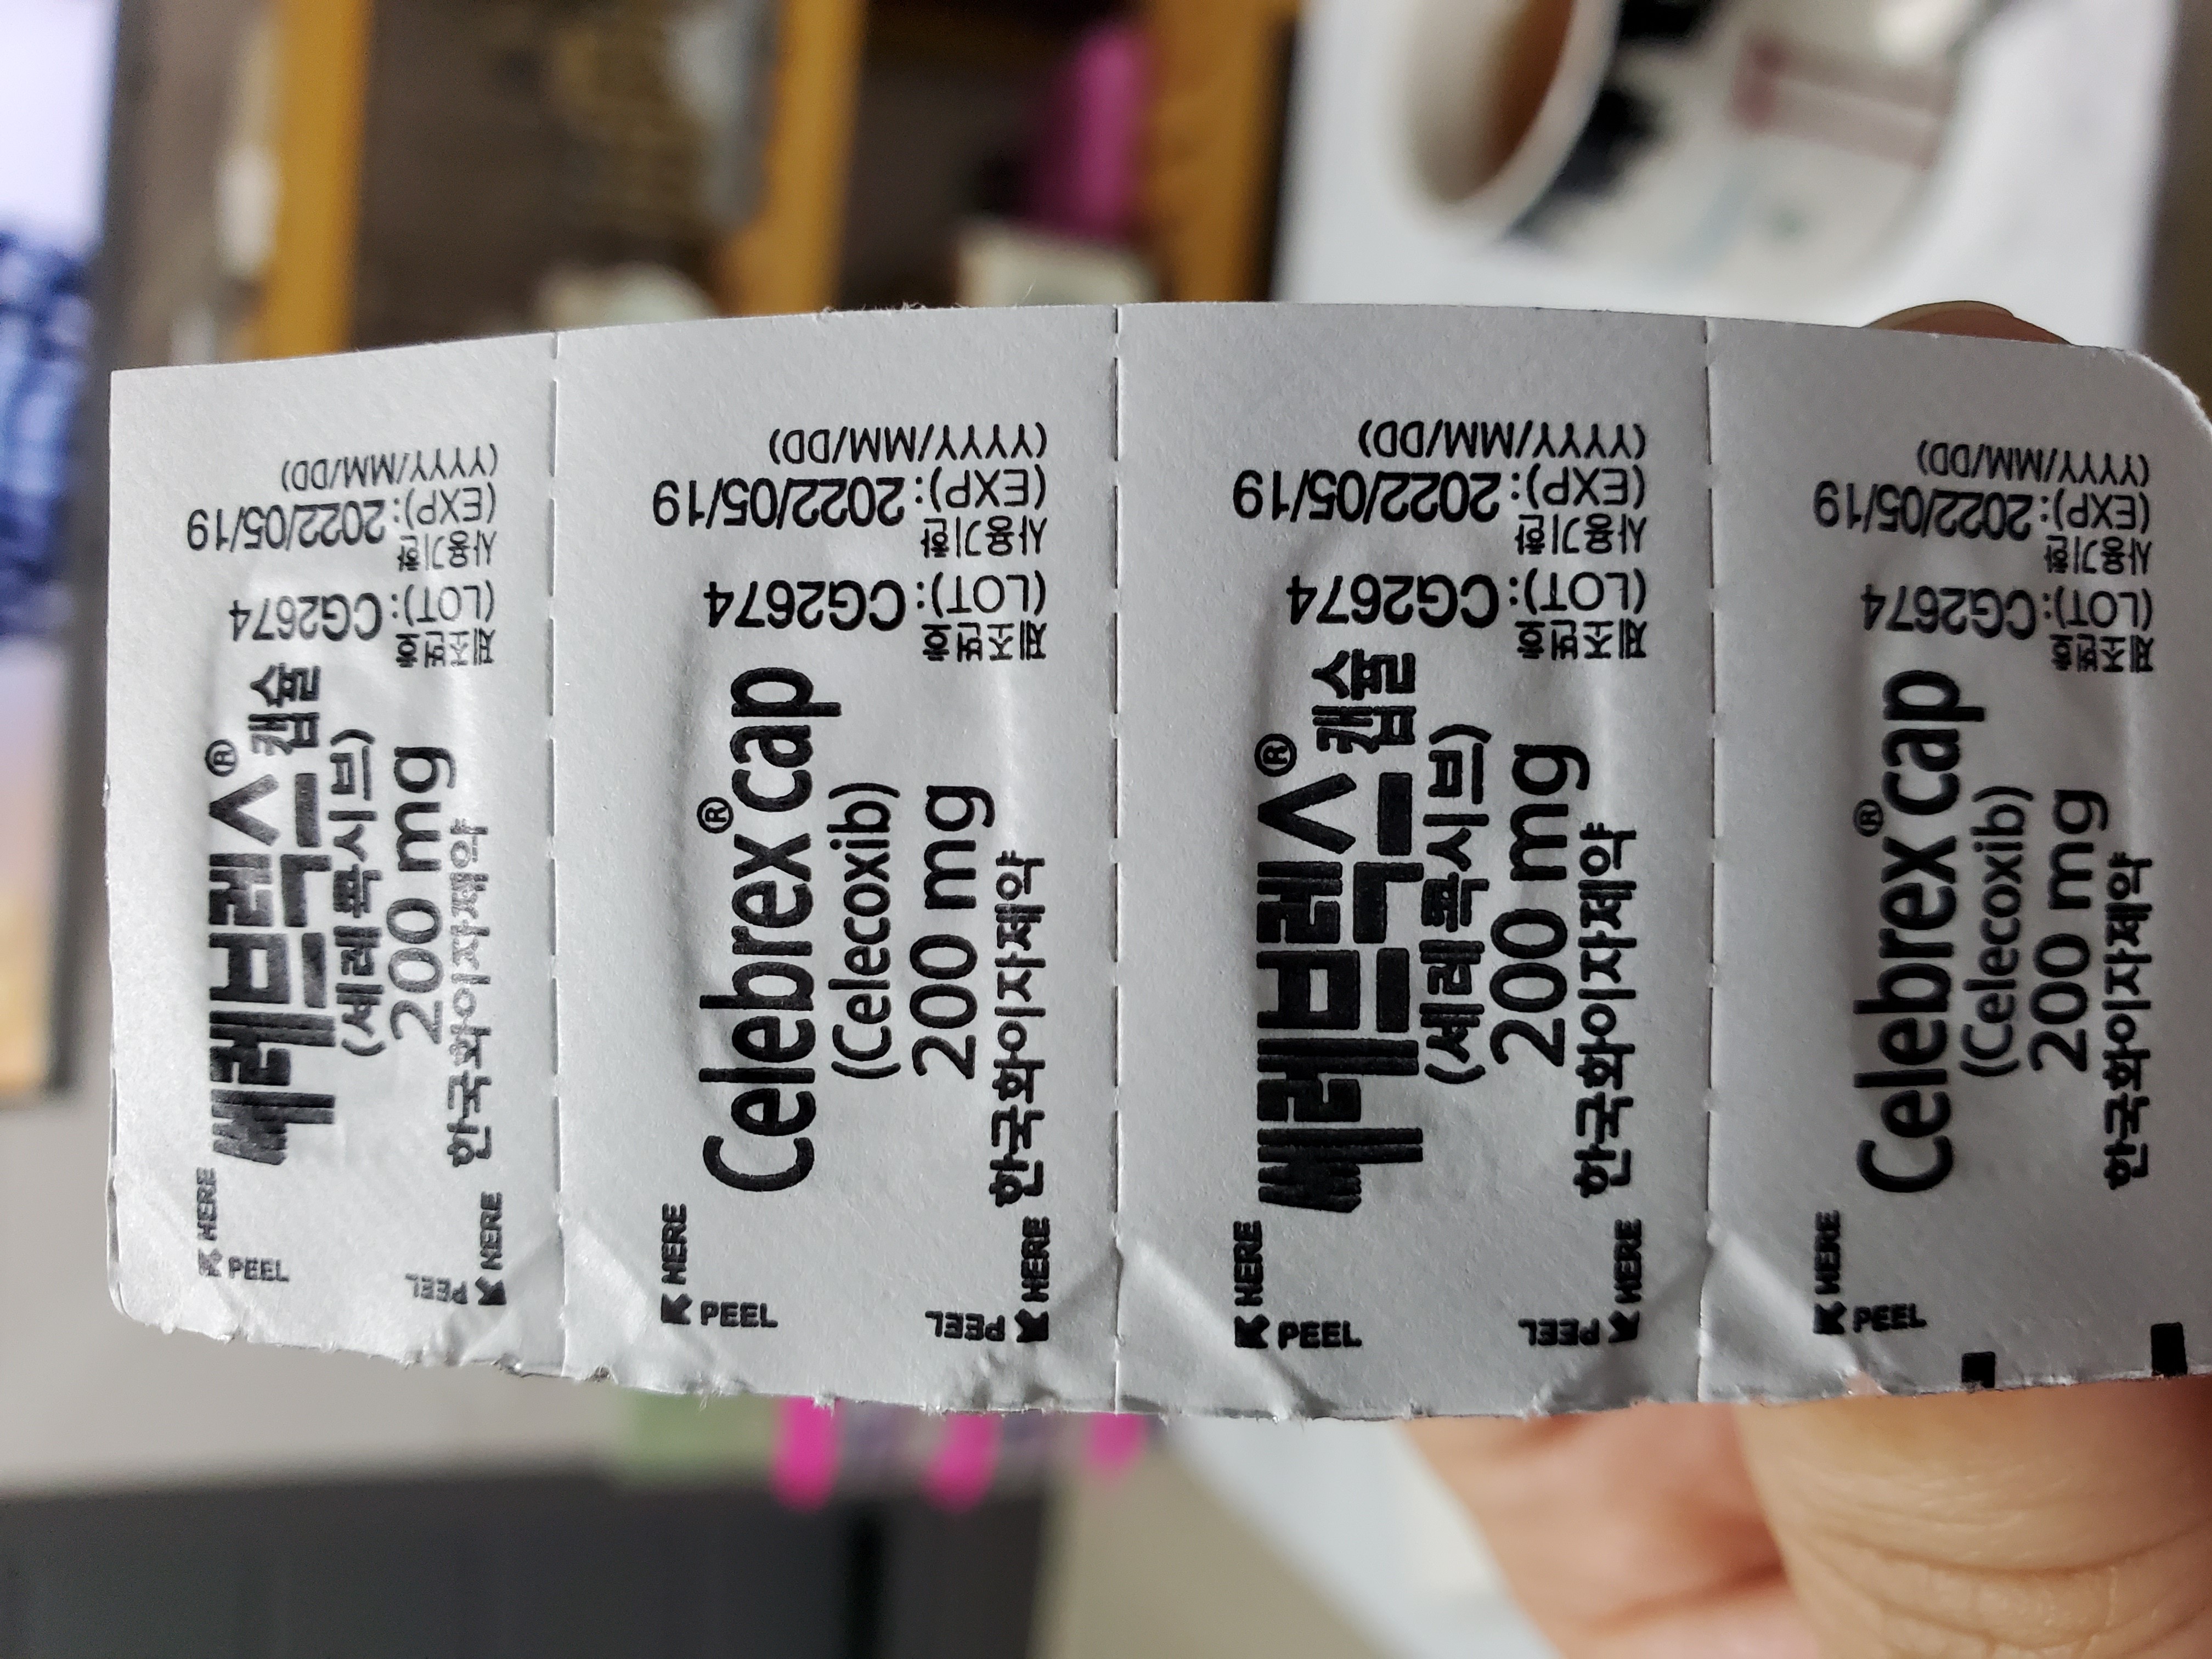 쎄레브렉스® 캡슐
(세레콕시브)
200 mg
한국화이자제약
제조번호
(LOT): CG2674
사용기한
(EXP): 2022/05/19
(YYYY/MM/DD)
HERE
PEEL
PEEL
HERE
Celebrex® cap
(Celecoxib)
200 mg
한국화이자제약
제조번호
(LOT): CG2674
사용기한
(EXP): 2022/05/19
(YYYY/MM/DD)
HERE
PEEL
PEEL
HERE
쎄레브렉스® 캡슐
(세레콕시브)
200 mg
한국화이자제약
제조번호
(LOT): CG2674
사용기한
(EXP): 2022/05/19
(YYYY/MM/DD)
HERE
PEEL
PEEL
HERE
Celebrex® cap
(Celecoxib)
200 mg
한국화이자제약
제조번호
(LOT): CG2674
사용기한
(EXP): 2022/05/19
(YYYY/MM/DD)
HERE
PEEL